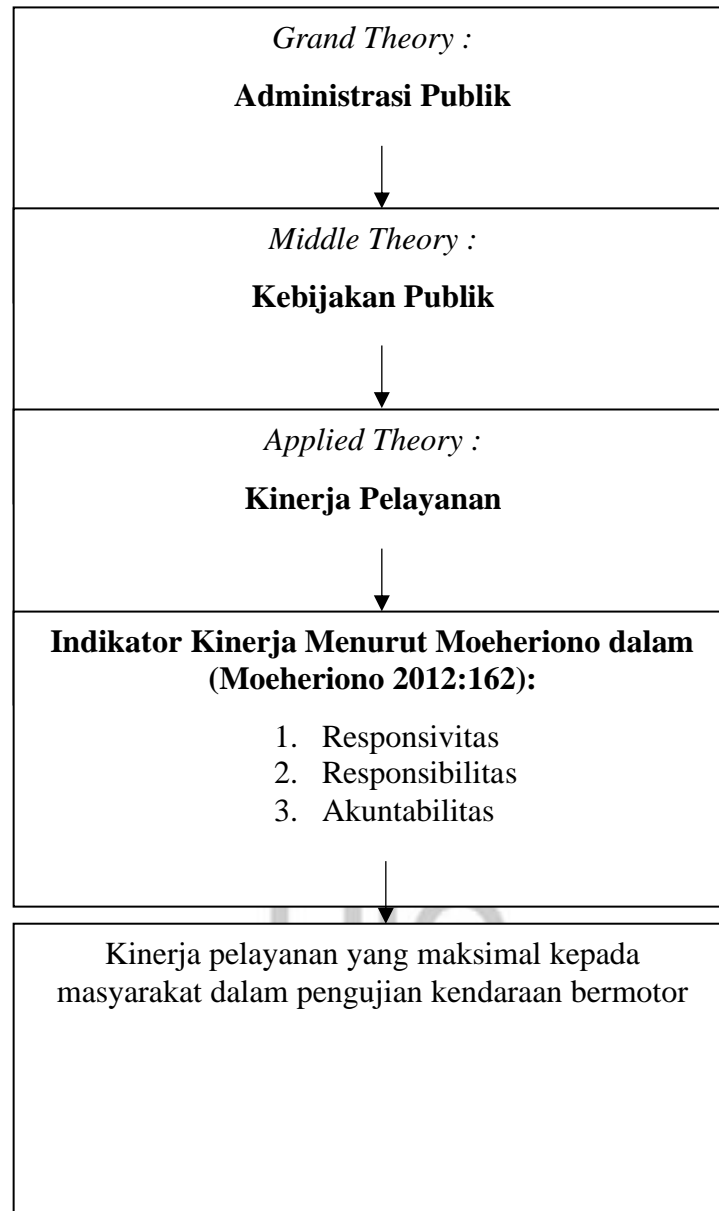 Grand Theory :
Administrasi Publik
Middle Theory :
Kebijakan Publik
Applied Theory :
Kinerja Pelayanan
Indikator Kinerja Menurut Moeheriono dalam
(Moeheriono 2012:162):
1. Responsivitas
2. Responsibilitas
3. Akuntabilitas
Kinerja pelayanan yang maksimal kepada
masyarakat dalam pengujian kendaraan bermotor